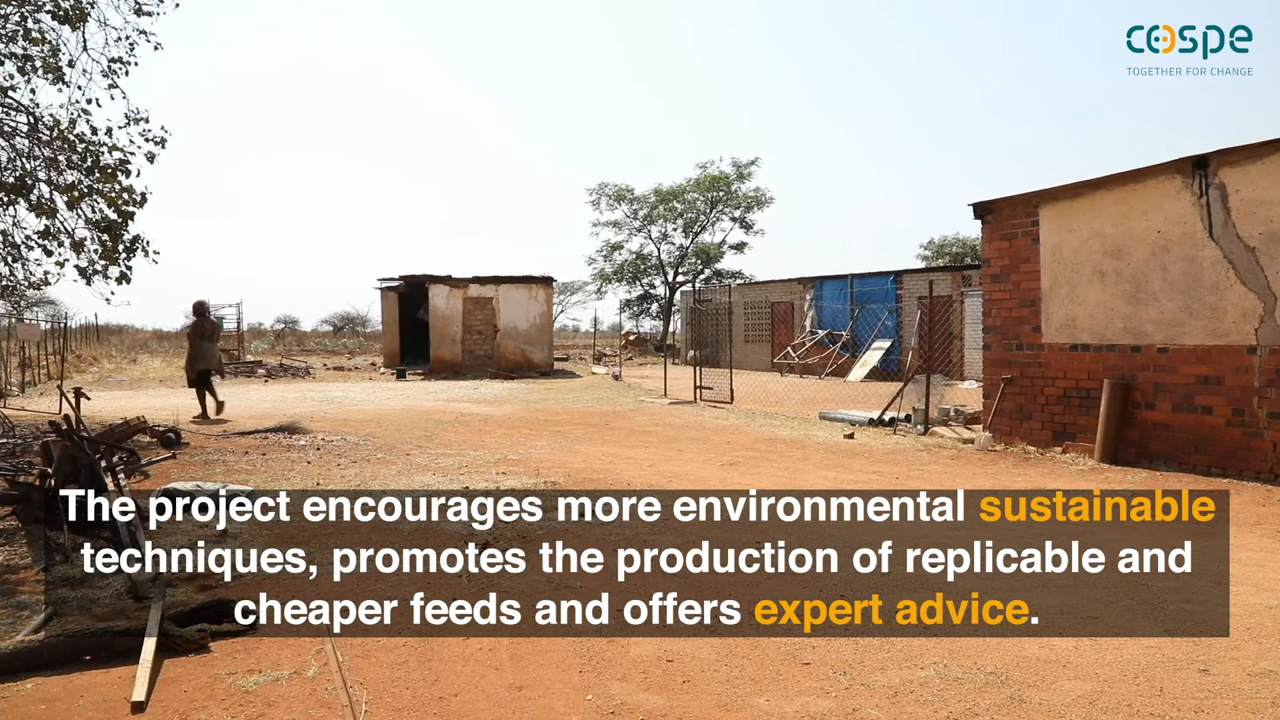 cospe
TOGETHER FOR CHANGE
The project encourages more environmental sustainable
techniques, promotes the production of replicable and
cheaper feeds and offers expert advice.